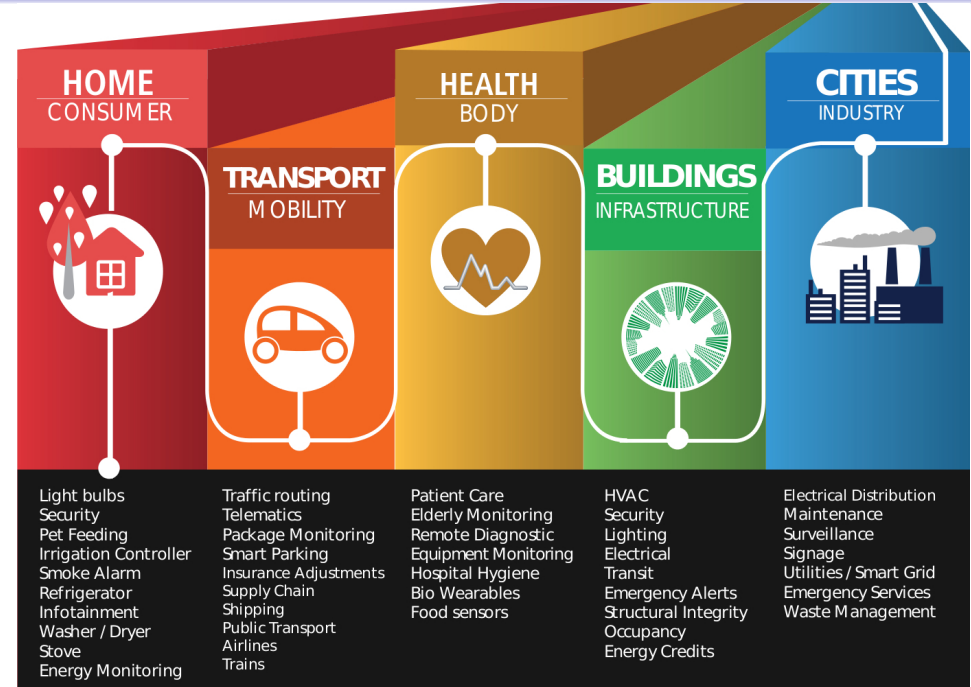 HOME
CONSUMER
Light bulbs
Security
Pet Feeding
Irrigation Controller
Smoke Alarm
Refrigerator
Infotainment
Washer / Dryer
Stove
Energy Monitoring
TRANSPORT
MOBILITY
Traffic routing
Telematics
Package Monitoring
Smart Parking
Insurance Adjustments
Supply Chain
Shipping
Public Transport
Airlines
Trains
HEALTH
BODY
Patient Care
Elderly Monitoring
Remote Diagnostic
Equipment Monitoring
Hospital Hygiene
Bio Wearables
Food sensors
BUILDINGS
INFRASTRUCTURE
HVAC
Security
Lighting
Electrical
Transit
Emergency Alerts
Structural Integrity
Occupancy
Energy Credits
CITIES
INDUSTRY
Electrical Distribution
Maintenance
Surveillance
Signage
Utilities / Smart Grid
Emergency Services
Waste Management